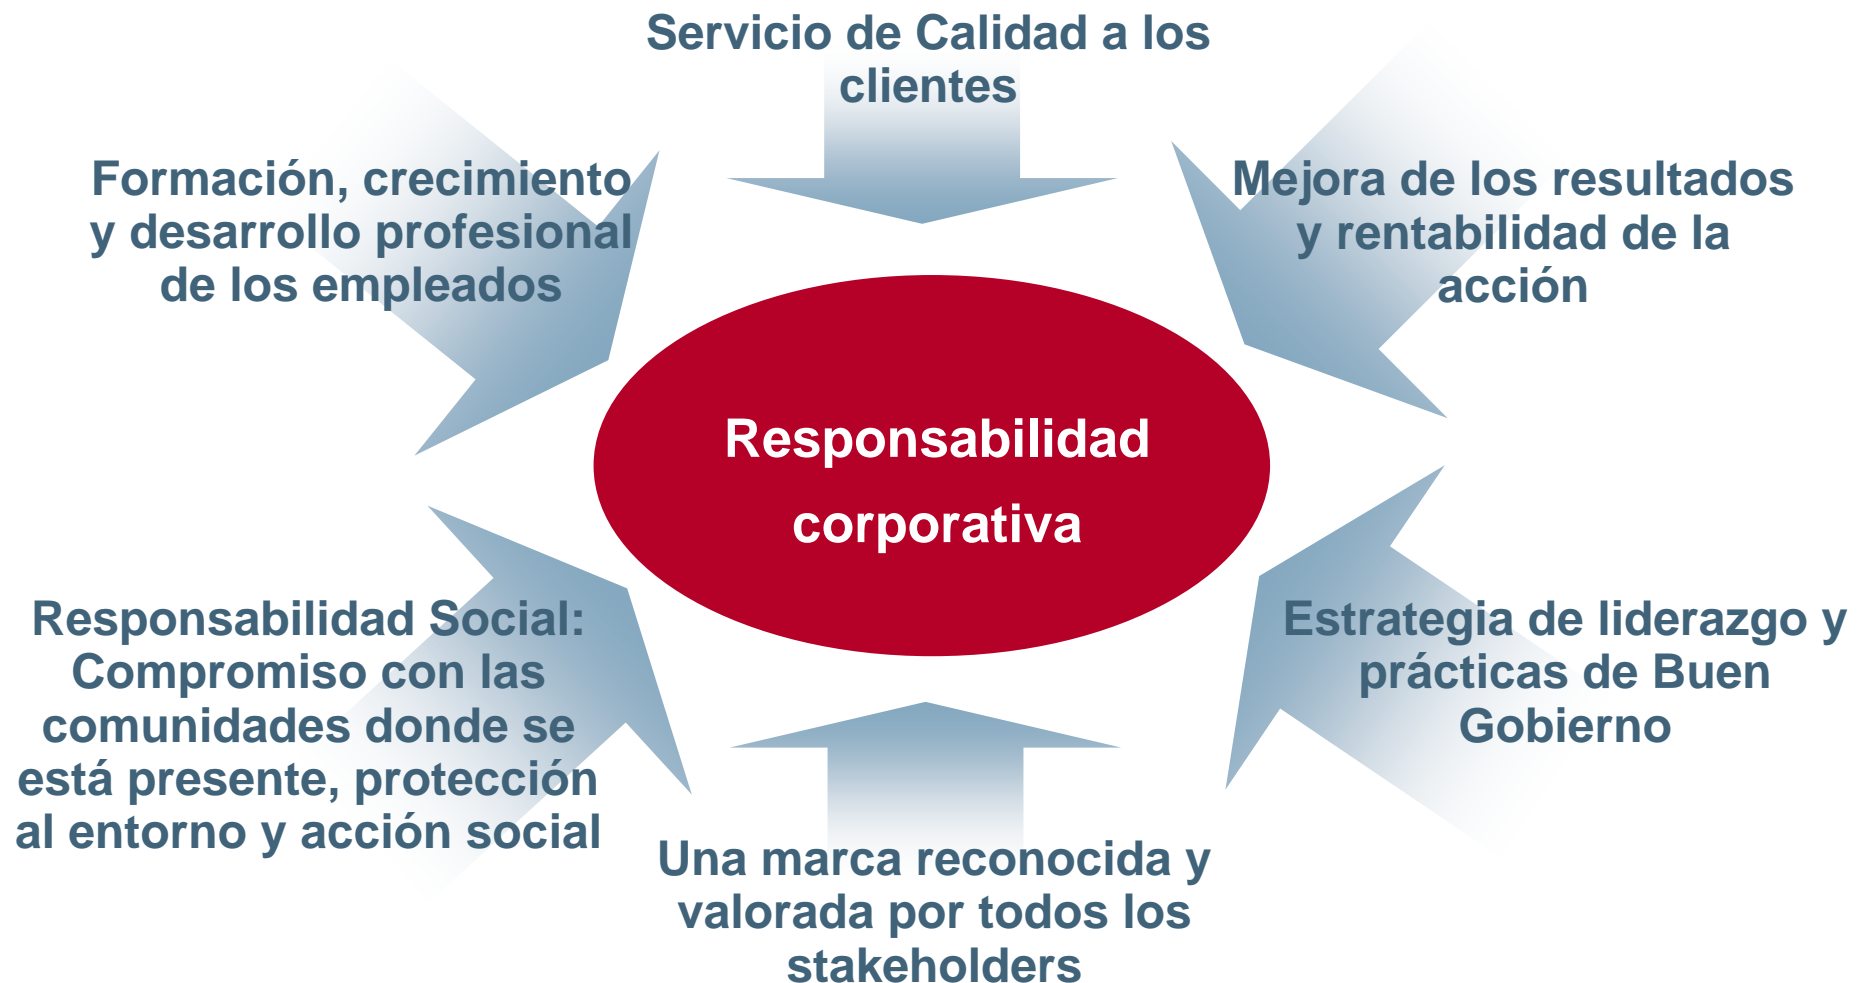 Servicio de Calidad a los
clientes
Formación, crecimiento
y desarrollo profesional
de los empleados
Mejora de los resultados
y rentabilidad de la
acción
Responsabilidad
corporativa
Responsabilidad Social:
Compromiso con las
comunidades donde se
está presente, protección
al entorno y acción social
Estrategia de liderazgo y
prácticas de Buen
Gobierno
Una marca reconocida y
valorada por todos los
stakeholders